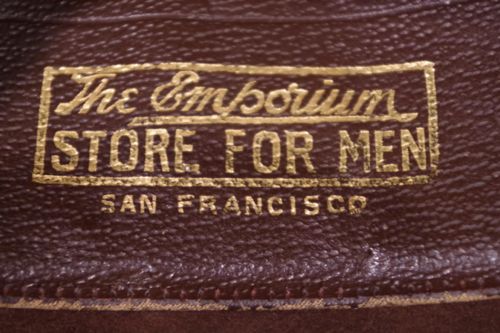 The Emporium
STORE FOR MEN
SAN FRANCISCO